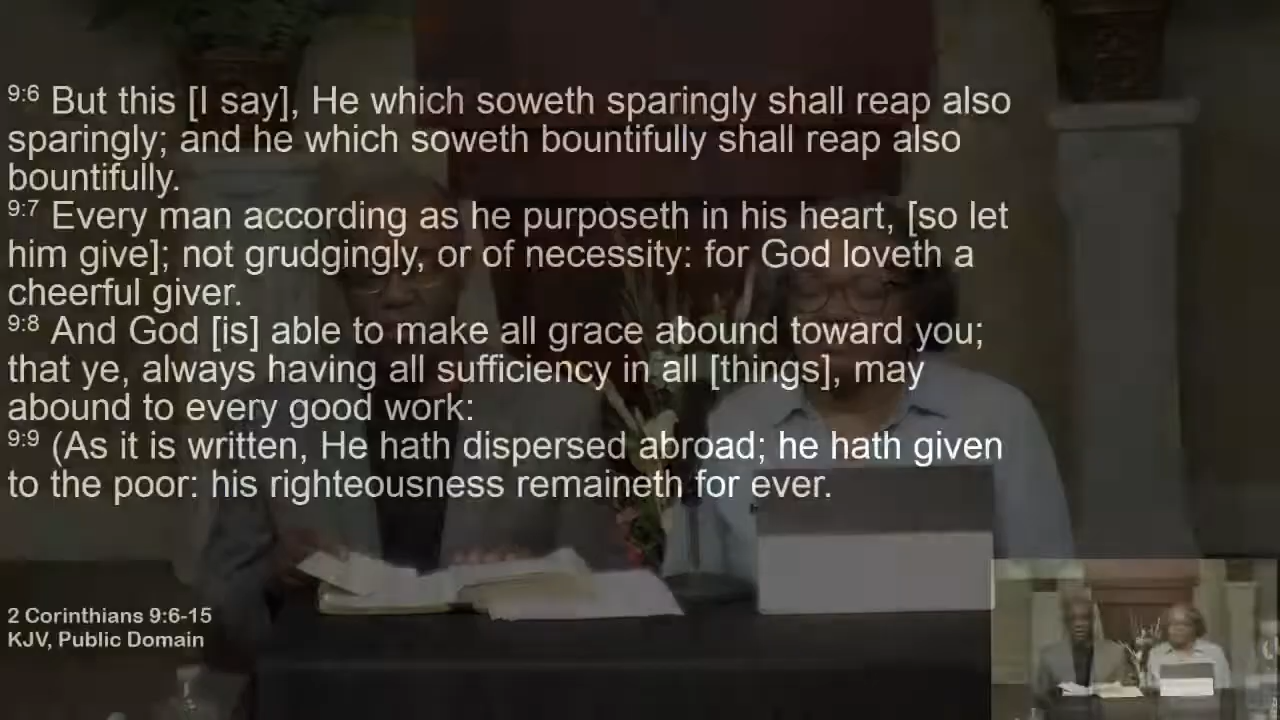 9:6 But this [I say], He which soweth sparingly shall reap also
sparingly; and he which soweth bountifully shall reap also
bountifully.
9:7 Every man according as he purposeth in his heart, [so let
him give]; not grudgingly, or of necessity: for God loveth a
cheerful giver.
9:8 And God [is] able to make all grace abound toward you;
that ye, always having all sufficiency in all [things], may
abound to every good work:
9:9 (As it is written, He hath dispersed abroad; he hath given
to the poor: his righteousness remaineth for ever.
2 Corinthians 9:6-15
KJV, Public Domain